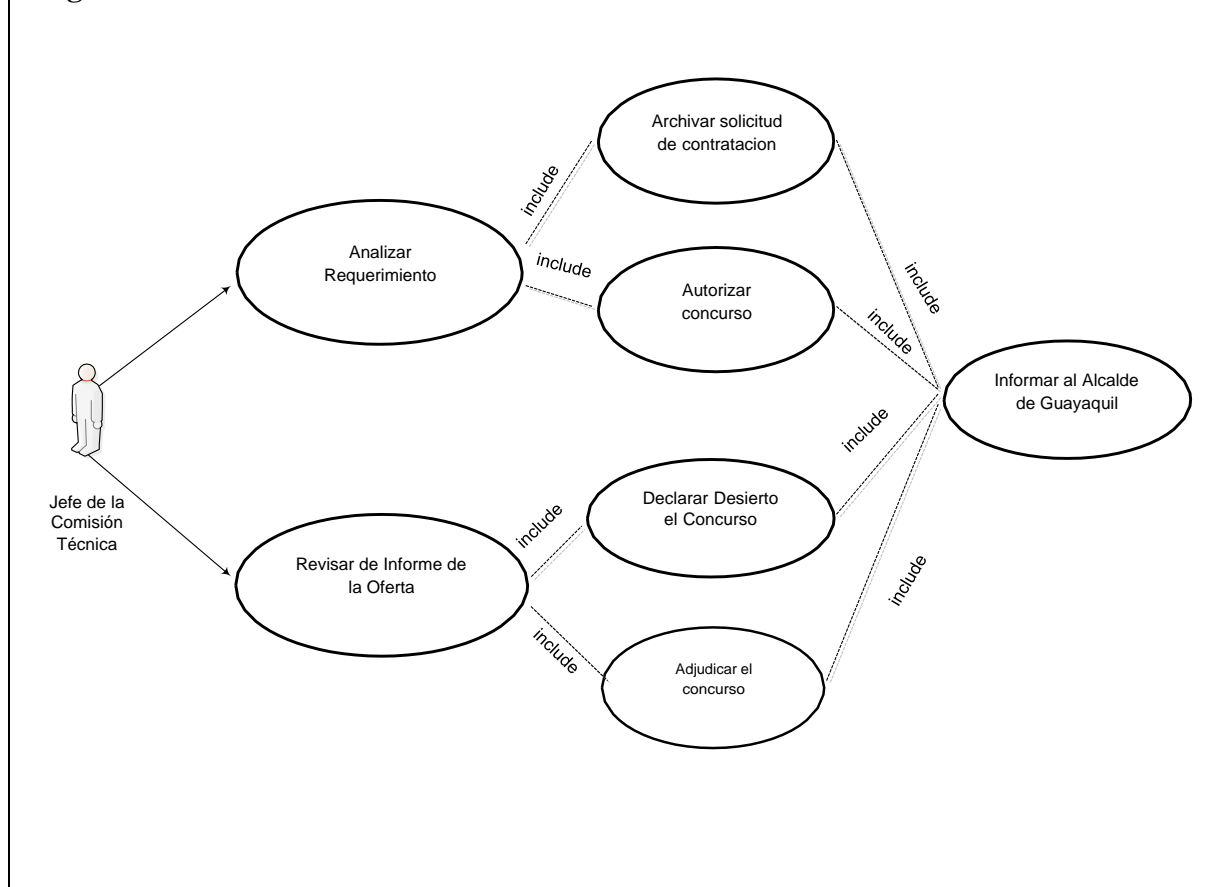 Archivar solicitud
de contratacion
include
Analizar
Requerimiento
include
Autorizar
concurso
include
include
Informar al Alcalde
de Guayaquil
Jefe de la
Comisión
Técnica
include
Declarar Desierto
el Concurso
include
Revisar de Informe de
la Oferta
include
include
Adjudicar el
concurso